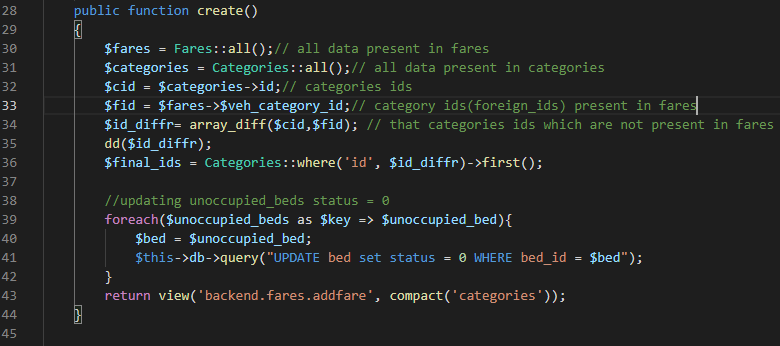 28 public function create()
29 {
30 $fares = Fares::all();// all data present in fares
31 $categories = Categories::all();// all data present in categories
32 $cid = $categories->id;// categories ids
33 $fid = $fares->$veh_category_id;// category ids(foreign_ids) present in fares
34 $id_diffr= array_diff($cid,$fid); // that categories ids which are not present in fares
35 dd($id_diffr);
36 $final_ids = Categories::where('id', $id_diffr)->first();
37
38 //updating unoccupied_beds status = 0
39 foreach($unoccupied_beds as $key => $unoccupied_bed){
40 $bed = $unoccupied_bed;
41 $this->db->query("UPDATE bed set status = 0 WHERE bed_id = $bed");
42 }
43 return view('backend.fares.addfare', compact('categories'));
44 }
45